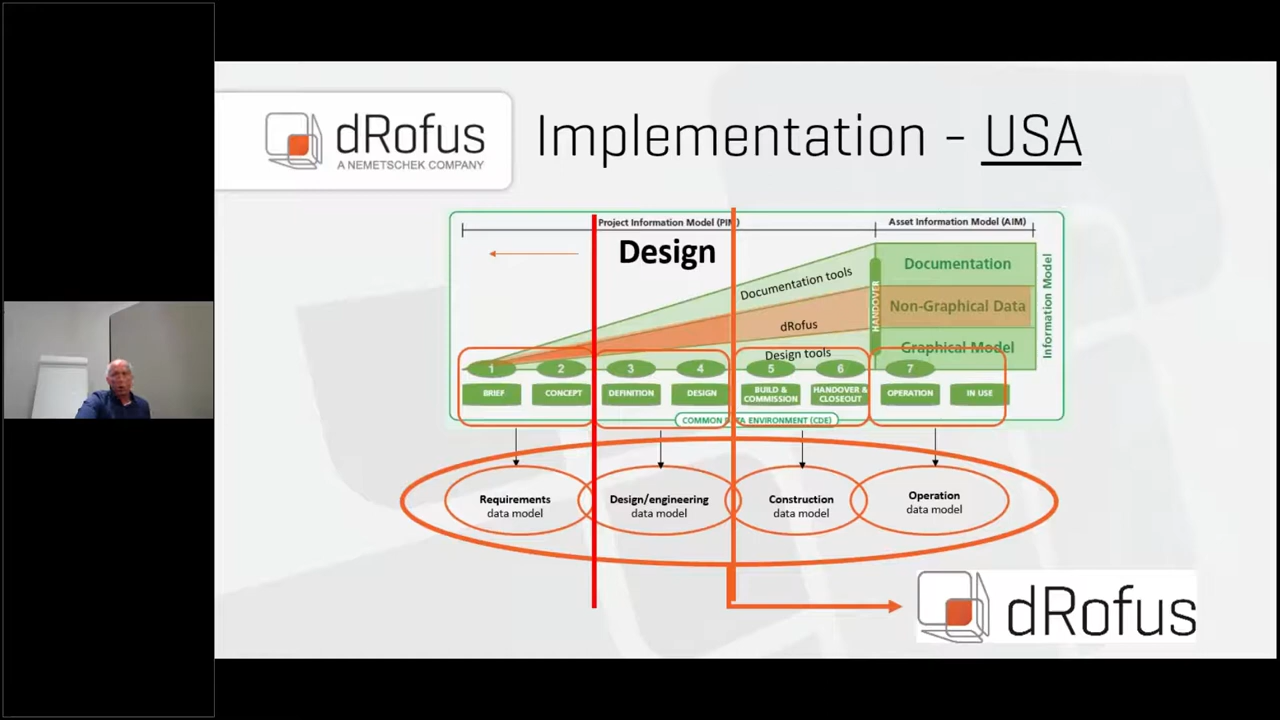 dRofus
A NEMETSCHEK COMPANY
Implementation - USA
Project Information Model (PIM)
Asset Information Model (AIM)
Design
Documentation tools
dRofus
Design tools
HANDOVER
Documentation
Non-Graphical Data
Graphical Model
Information Model
1 2 3 4 5 6 7
BRIEF
CONCEPT
DEFINITION
DESIGN
BUILD &
COMMISSION
HANDOVER &
CLOSEOUT
OPERATION
IN USE
COMMON DATA ENVIRONMENT (CDE)
Requirements
data model
Design/engineering
data model
Construction
data model
Operation
data model
dRofus